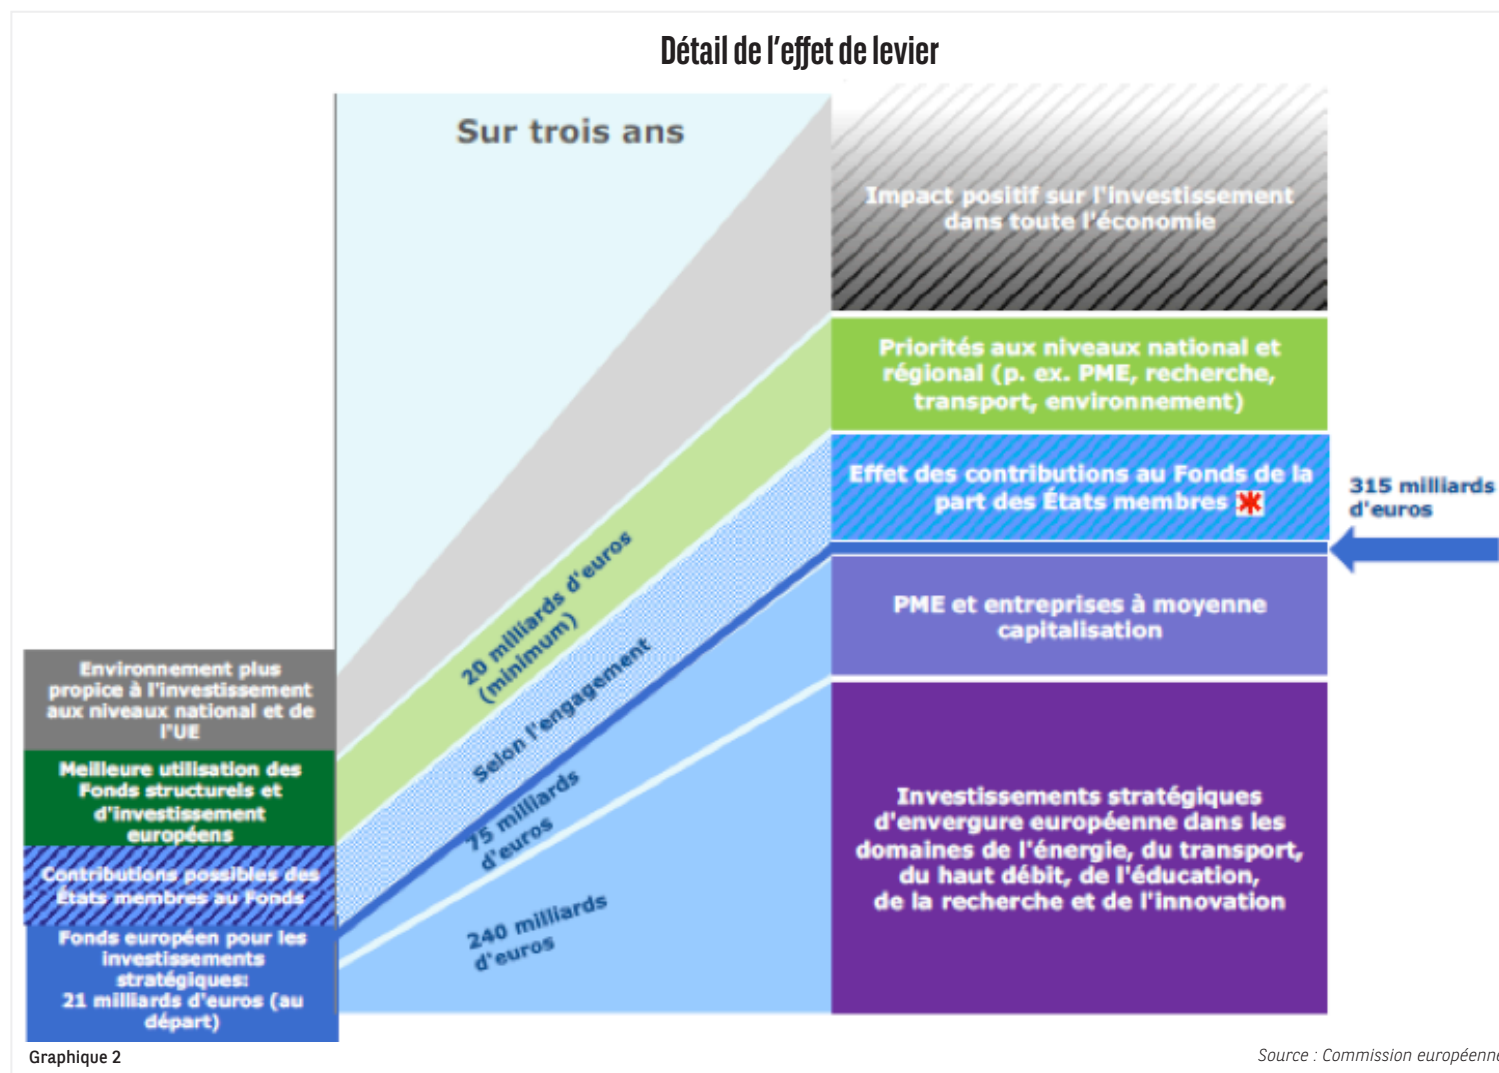 Détail de l'effet de levier
Sur trois ans
Impact positif sur l'investissement
dans toute l'économie
Priorités aux niveaux national et
régional (p. ex. PME, recherche,
transport, environnement)
Effet des contributions au Fonds de la
part des États membres
315 milliards
d'euros
PME et entreprises à moyenne
capitalisation
Investissements stratégiques
d'envergure européenne dans les
domaines de l'énergie, du transport,
du haut débit, de l'éducation,
de la recherche et de l'innovation
20 milliards d'euros
(minimum)
Selon l'engagement
75 milliards
d'euros
240 milliards
d'euros
Environnement plus
propice à l'investissement
aux niveaux national et de
l'UE
Meilleure utilisation des
Fonds structurels et
d'investissement
européens
Contributions possibles des
États membres au Fonds
Fonds européen pour les
investissements
stratégiques:
21 milliards d'euros (au
départ)
Graphique 2
Source : Commission européenne